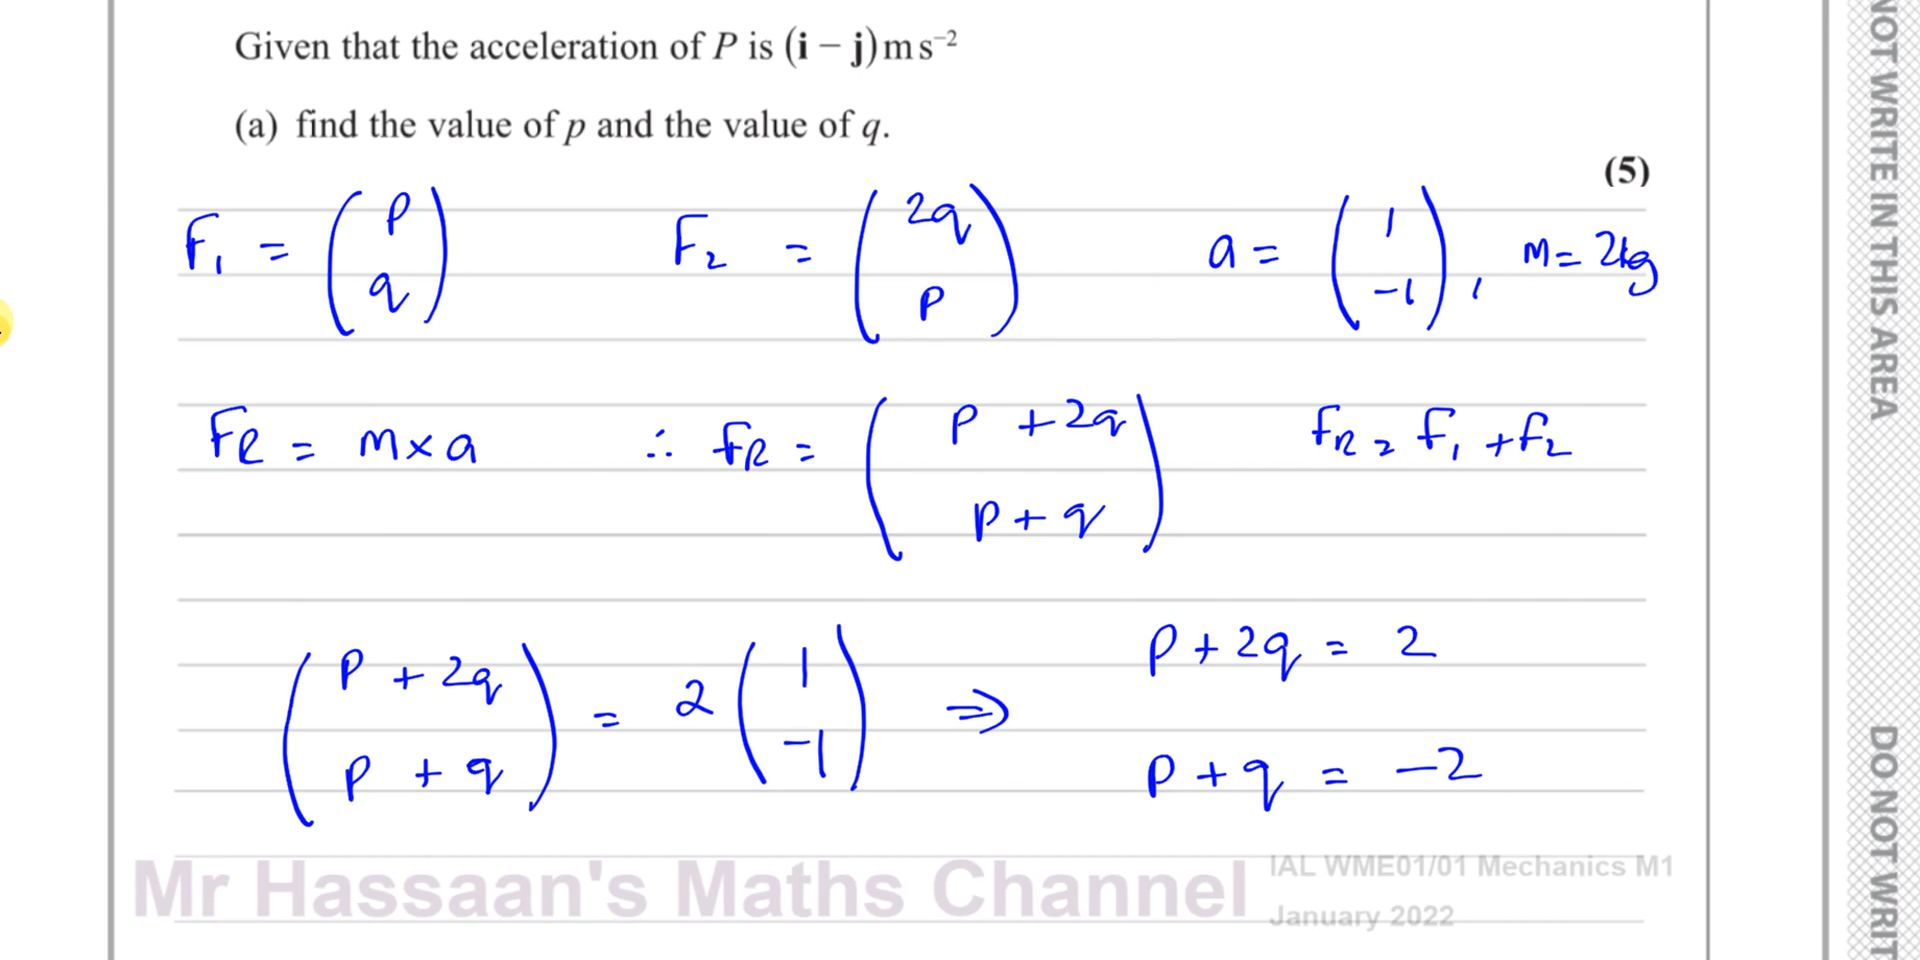 Given that the acceleration of P is (i − j) m s⁻²
(a) find the value of p and the value of q.
(5)
F₁ = (p q) F₂ = (2q p) a = (1 -1), m = 2kg
FR = m × a ∴ FR = (p + 2q p + q) FR = F₁ + F₂
(p + 2q p + q) = 2 (1 -1) ⇒ p + 2q = 2
p + q = -2
Mr Hassaan's Maths Channel
IAL WME01/01 Mechanics M1
January 2022
NOT WRITE IN THIS AREA
DO NOT WRIT